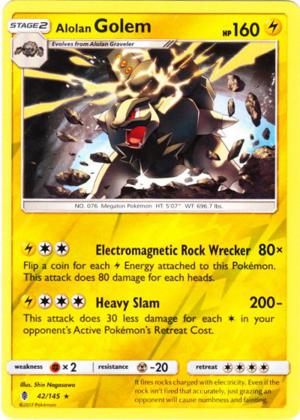 STAGE2 Alolan Golem HP 160
Evolves from Alolan Graveler
NO. 076 Megaton Pokémon HT. 5'07" WT. 696.7 lbs.
Electromagnetic Rock Wrecker 80×
Flip a coin for each Energy attached to this Pokémon.
This attack does 80 damage for each heads.
Heavy Slam 200-
This attack does 30 less damage for each in your
opponent's Active Pokémon's Retreat Cost.
weakness × 2 resistance -20 retreat
Illus. Shin Nagasawa
42/145 ★
©2017 Pokémon
It fires rocks charged with electricity. Even if the
rock isn't fired accurately, just grazing an
opponent will cause numbness and fainting.